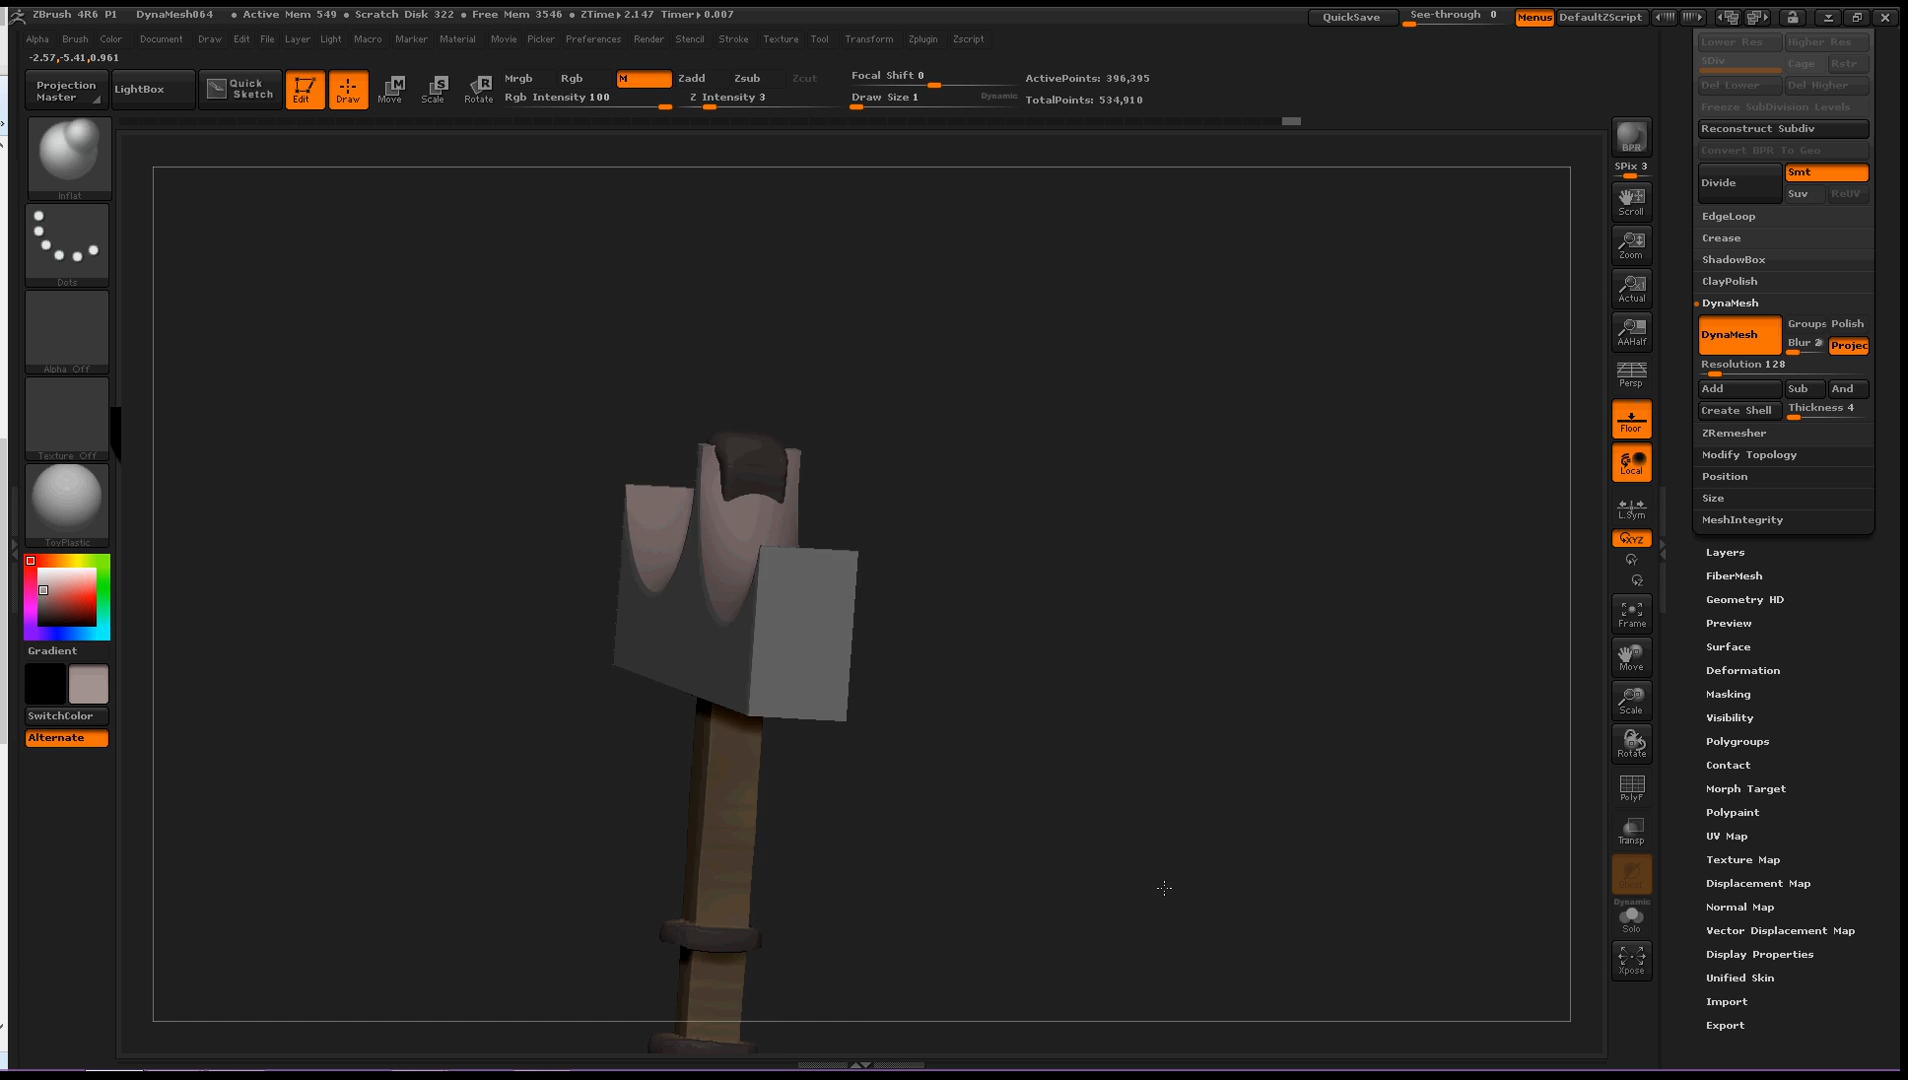 ZBrush 4R6 P1 DynaMesh064 • Active Mem 549 • Scratch Disk 322 • Free Mem 3546 • ZTime▸2.147 Timer▸0.007 QuickSave See-through 0 Menus DefaultZScript
Alpha Brush Color Document Draw Edit File Layer Light Macro Marker Material Movie Picker Preferences Render Stencil Stroke Texture Tool Transform Zplugin Zscript
-2.57,-5.41,0.961
Projection Master
LightBox
Quick Sketch
Edit
Draw
Move
Scale
Rotate
Mrgb Rgb M Zadd Zsub Zcut
Rgb Intensity 100 Z Intensity 3
Focal Shift 0
Draw Size 1 Dynamic
ActivePoints: 396,395
TotalPoints: 534,910
Inflat
Dots
Alpha Off
Texture Off
ToyPlastic
Gradient
SwitchColor
Alternate
BPR
SPix 3
Scroll
Zoom
Actual
AAHalf
Persp
Floor
Local
L.Sym
XYZ
Y
Z
Frame
Move
Scale
Rotate
PolyF
Transp
Ghost
Dynamic
Solo
Xpose
Lower Res Higher Res
SDiv Cage Rstr
Del Lower Del Higher
Freeze SubDivision Levels
Reconstruct Subdiv
Convert BPR To Geo
Divide Smt
Suv ReUV
EdgeLoop
Crease
ShadowBox
ClayPolish
DynaMesh
DynaMesh Groups Polish
Blur 2 Projec
Resolution 128
Add Sub And
Create Shell Thickness 4
ZRemesher
Modify Topology
Position
Size
MeshIntegrity
Layers
FiberMesh
Geometry HD
Preview
Surface
Deformation
Masking
Visibility
Polygroups
Contact
Morph Target
Polypaint
UV Map
Texture Map
Displacement Map
Normal Map
Vector Displacement Map
Display Properties
Unified Skin
Import
Export